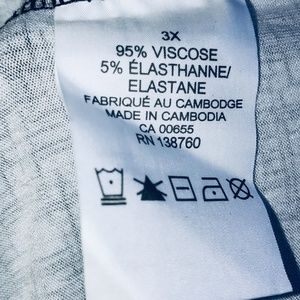 3X
95% VISCOSE
5% ÉLASTHANNE/
ELASTANE
FABRIQUÉ AU CAMBODGE
MADE IN CAMBODIA
CA 00655
RN 138760